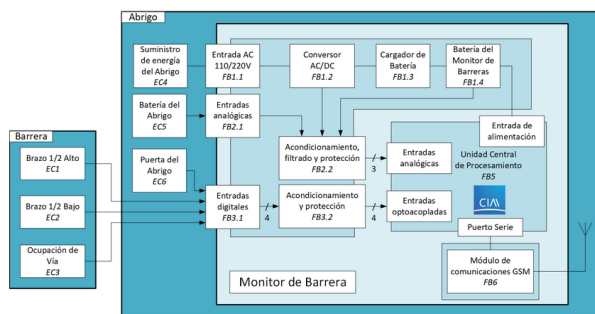 Abrigo
Suministro
de energía
del Abrigo
EC4
Entrada AC
110/220V
FB1.1
Conversor
AC/DC
FB1.2
Cargador de
Batería
FB1.3
Batería del
Monitor de
Barreras
FB1.4
Batería del
Abrigo
EC5
Entradas
analógicas
FB2.1
Entrada de
alimentación
Barrera
Brazo 1/2 Alto
EC1
Puerta del
Abrigo
EC6
Acondicionamiento,
filtrado y protección
FB2.2
3
Entradas
analógicas
Unidad Central
de Procesamiento
FB5
Brazo 1/2 Bajo
EC2
Entradas
digitales
FB3.1
4
Acondicionamiento
y protección
FB3.2
4
Entradas
optoacopladas
CIAA
Puerto Serie
Ocupación de
Vía
EC3
Monitor de Barrera
Módulo de
comunicaciones GSM
FB6